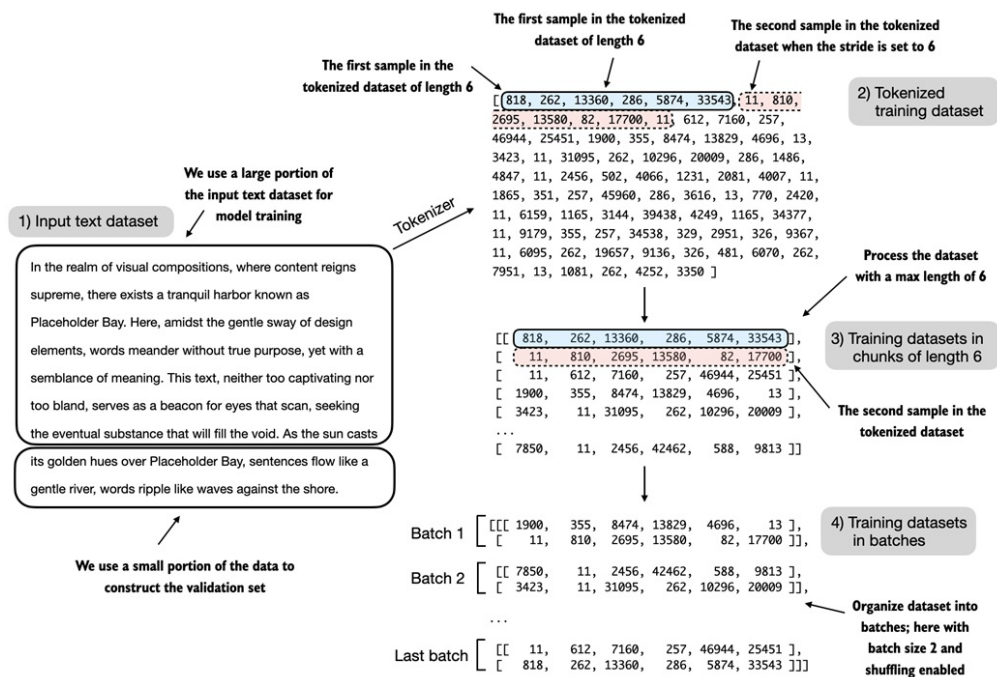 The first sample in the tokenized
dataset of length 6
The second sample in the tokenized
dataset when the stride is set to 6
The first sample in the
tokenized dataset of length 6
2) Tokenized
training dataset
[ 818, 262, 13360, 286, 5874, 33543, 11, 810,
2695, 13580, 82, 17700, 11, 612, 7160, 257,
46944, 25451, 1900, 355, 8474, 13829, 4696, 13,
3423, 11, 31095, 262, 10296, 20009, 286, 1486,
4847, 11, 2456, 502, 4066, 1231, 2081, 4007, 11,
1865, 351, 257, 45960, 286, 3616, 13, 770, 2420,
11, 6159, 1165, 3144, 39438, 4249, 1165, 34377,
11, 9179, 355, 257, 34538, 329, 2951, 326, 9367,
11, 6095, 262, 19657, 9136, 326, 481, 6070, 262,
7951, 13, 1081, 262, 4252, 3350 ]
We use a large portion of
the input text dataset for
model training
1) Input text dataset
Tokenizer
In the realm of visual compositions, where content reigns
supreme, there exists a tranquil harbor known as
Placeholder Bay. Here, amidst the gentle sway of design
elements, words meander without true purpose, yet with a
semblance of meaning. This text, neither too captivating nor
too bland, serves as a beacon for eyes that scan, seeking
the eventual substance that will fill the void. As the sun casts
its golden hues over Placeholder Bay, sentences flow like a
gentle river, words ripple like waves against the shore.
We use a small portion of the data to
construct the validation set
Process the dataset
with a max length of 6
[[ 818, 262, 13360, 286, 5874, 33543 ],
[ 11, 810, 2695, 13580, 82, 17700 ],
[ 11, 612, 7160, 257, 46944, 25451 ],
[ 1900, 355, 8474, 13829, 4696, 13 ],
[ 3423, 11, 31095, 262, 10296, 20009 ],
...
[ 7850, 11, 2456, 42462, 588, 9813 ]]
3) Training datasets in
chunks of length 6
The second sample in the
tokenized dataset
Batch 1
[[[ 1900, 355, 8474, 13829, 4696, 13 ],
[ 11, 810, 2695, 13580, 82, 17700 ]],
Batch 2
[[ 7850, 11, 2456, 42462, 588, 9813 ],
[ 3423, 11, 31095, 262, 10296, 20009 ]],
...
Last batch
[[ 11, 612, 7160, 257, 46944, 25451 ],
[ 818, 262, 13360, 286, 5874, 33543 ]]]
4) Training datasets
in batches
Organize dataset into
batches; here with
batch size 2 and
shuffling enabled